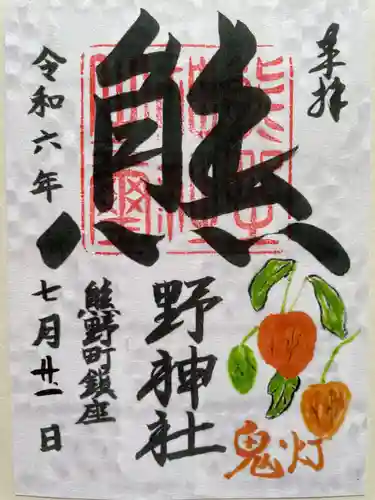 奉拝
熊野神社
熊野町鎮座
令和六年
七月廿一日
鬼灯